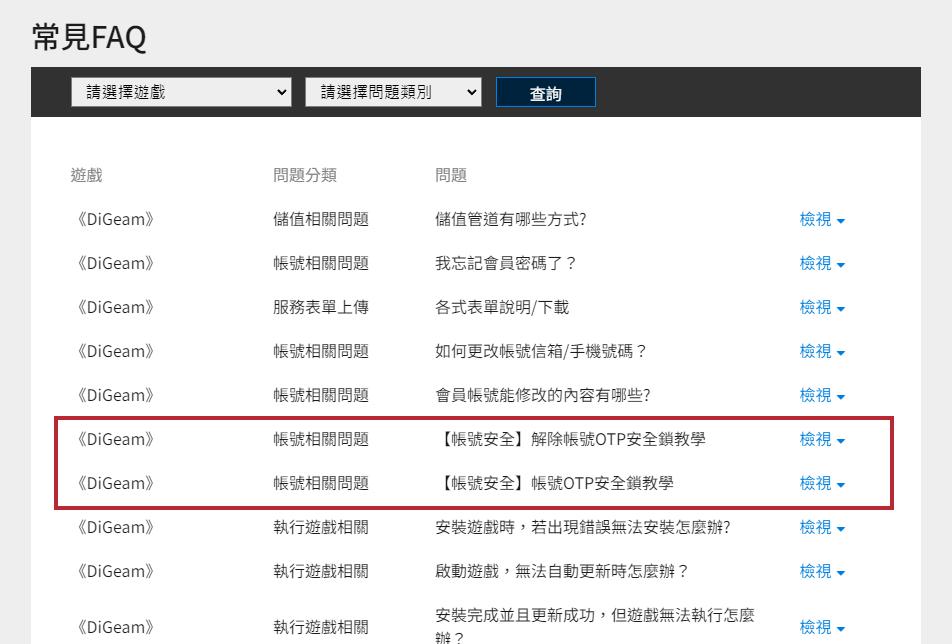 常見FAQ
請選擇遊戲 請選擇問題類別 查詢
遊戲 問題分類 問題
《DiGeam》 儲值相關問題 儲值管道有哪些方式? 檢視
《DiGeam》 帳號相關問題 我忘記會員密碼了？ 檢視
《DiGeam》 服務表單上傳 各式表單說明/下載 檢視
《DiGeam》 帳號相關問題 如何更改帳號信箱/手機號碼？ 檢視
《DiGeam》 帳號相關問題 會員帳號能修改的內容有哪些? 檢視
《DiGeam》 帳號相關問題 【帳號安全】解除帳號OTP安全鎖教學 檢視
《DiGeam》 帳號相關問題 【帳號安全】帳號OTP安全鎖教學 檢視
《DiGeam》 執行遊戲相關 安裝遊戲時，若出現錯誤無法安裝怎麼辦? 檢視
《DiGeam》 執行遊戲相關 啟動遊戲，無法自動更新時怎麼辦？ 檢視
《DiGeam》 執行遊戲相關 安裝完成並且更新成功，但遊戲無法執行怎麼 檢視
辦？